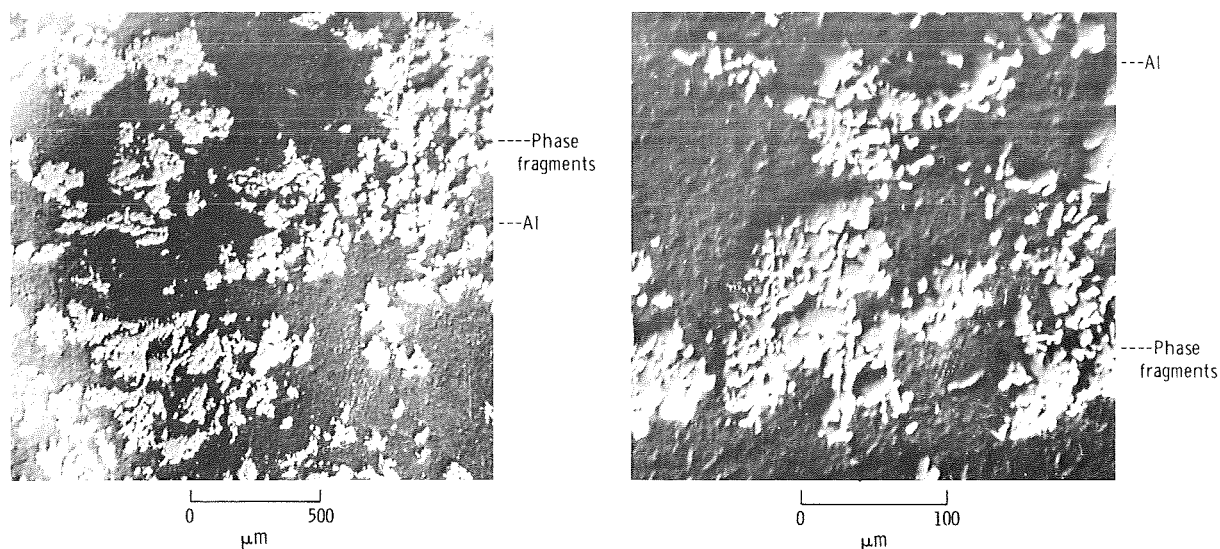 Phase
fragments
Al
0 500
μm
Al
Phase
fragments
0 100
μm